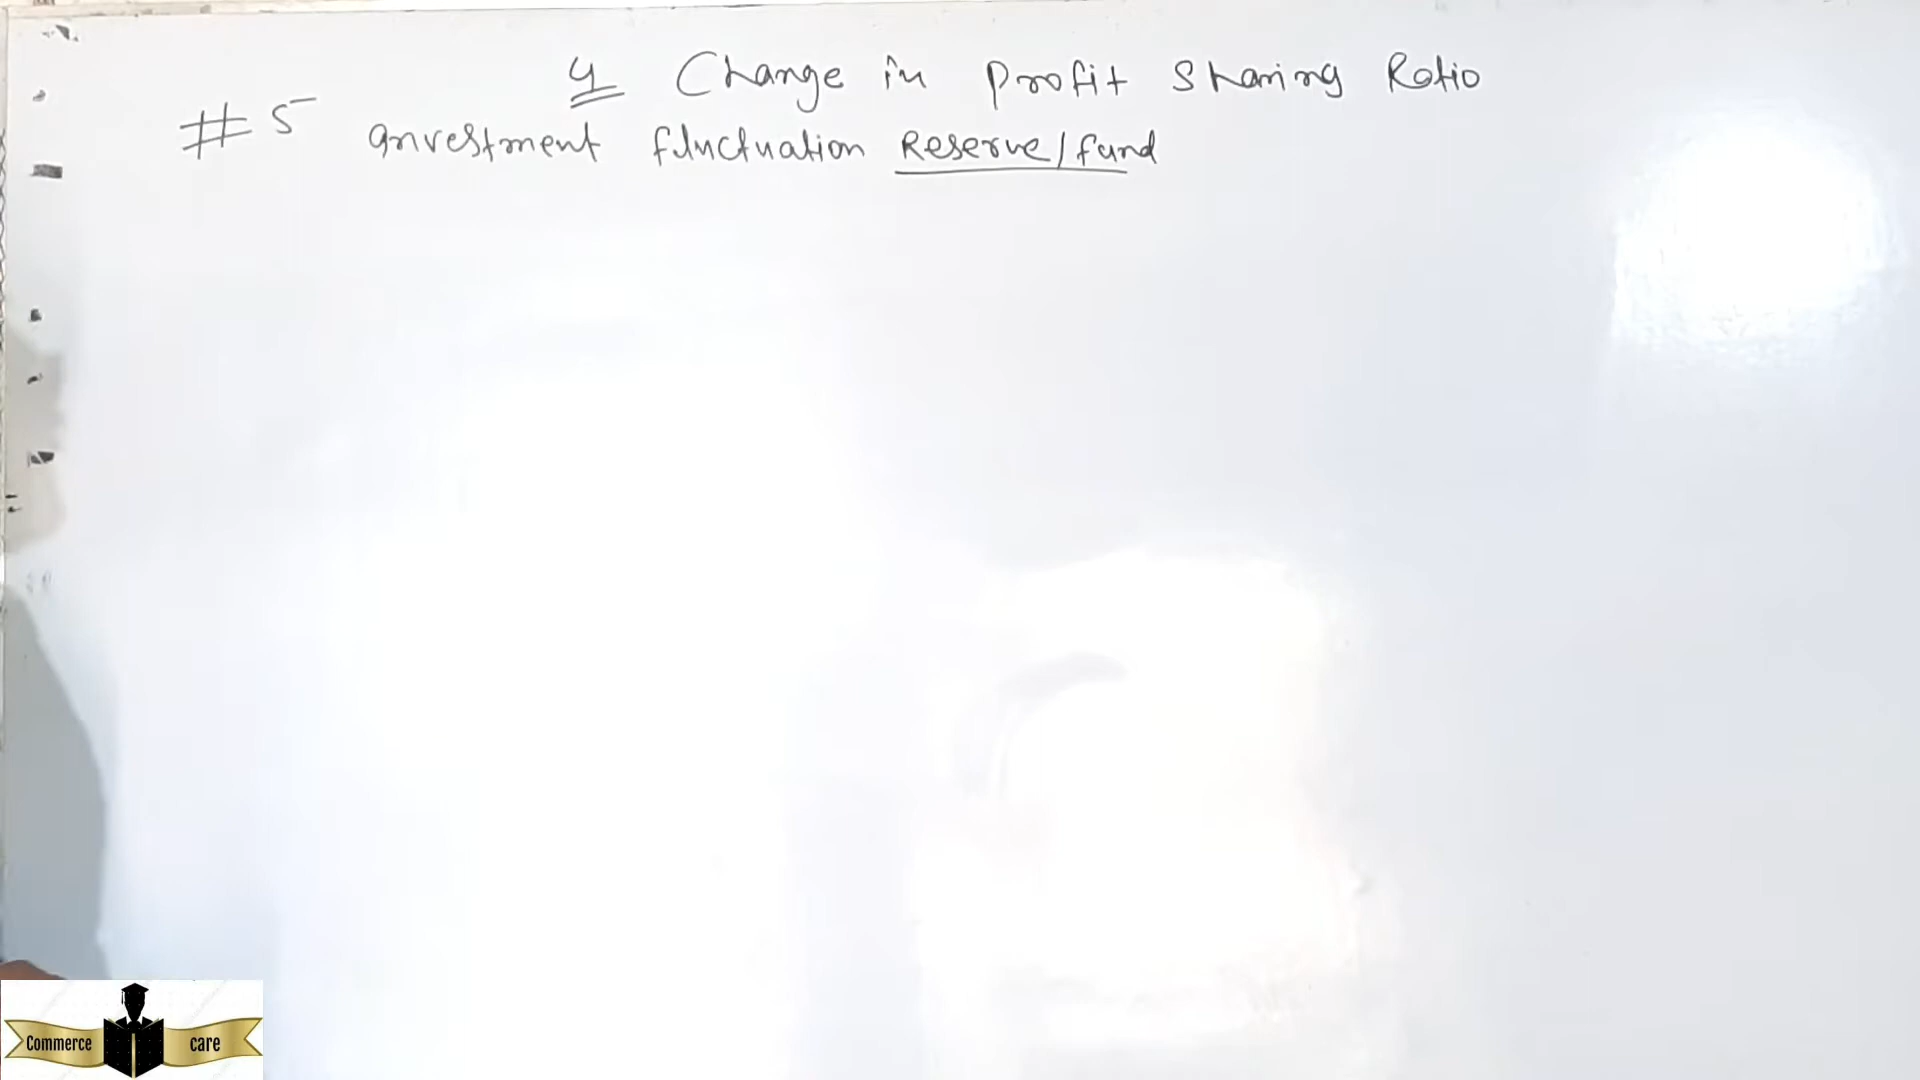 4 Change in Profit Sharing Ratio
#5 Investment fluctuation Reserve/fund
Commerce care